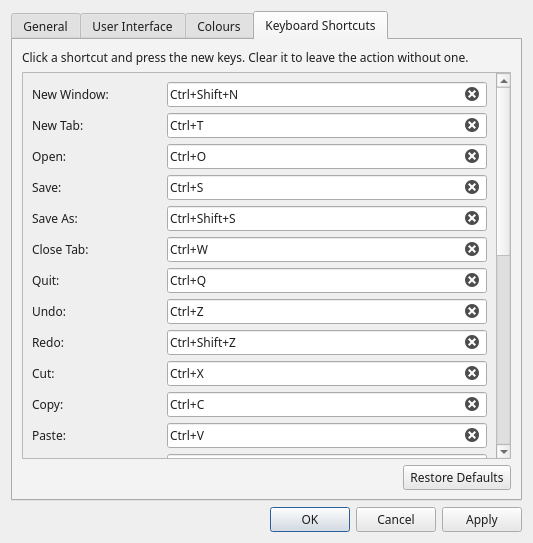 General
User Interface
Colours
Keyboard Shortcuts
Click a shortcut and press the new keys. Clear it to leave the action without one.
New Window: Ctrl+Shift+N
New Tab: Ctrl+T
Open: Ctrl+O
Save: Ctrl+S
Save As: Ctrl+Shift+S
Close Tab: Ctrl+W
Quit: Ctrl+Q
Undo: Ctrl+Z
Redo: Ctrl+Shift+Z
Cut: Ctrl+X
Copy: Ctrl+C
Paste: Ctrl+V
Restore Defaults
OK
Cancel
Apply